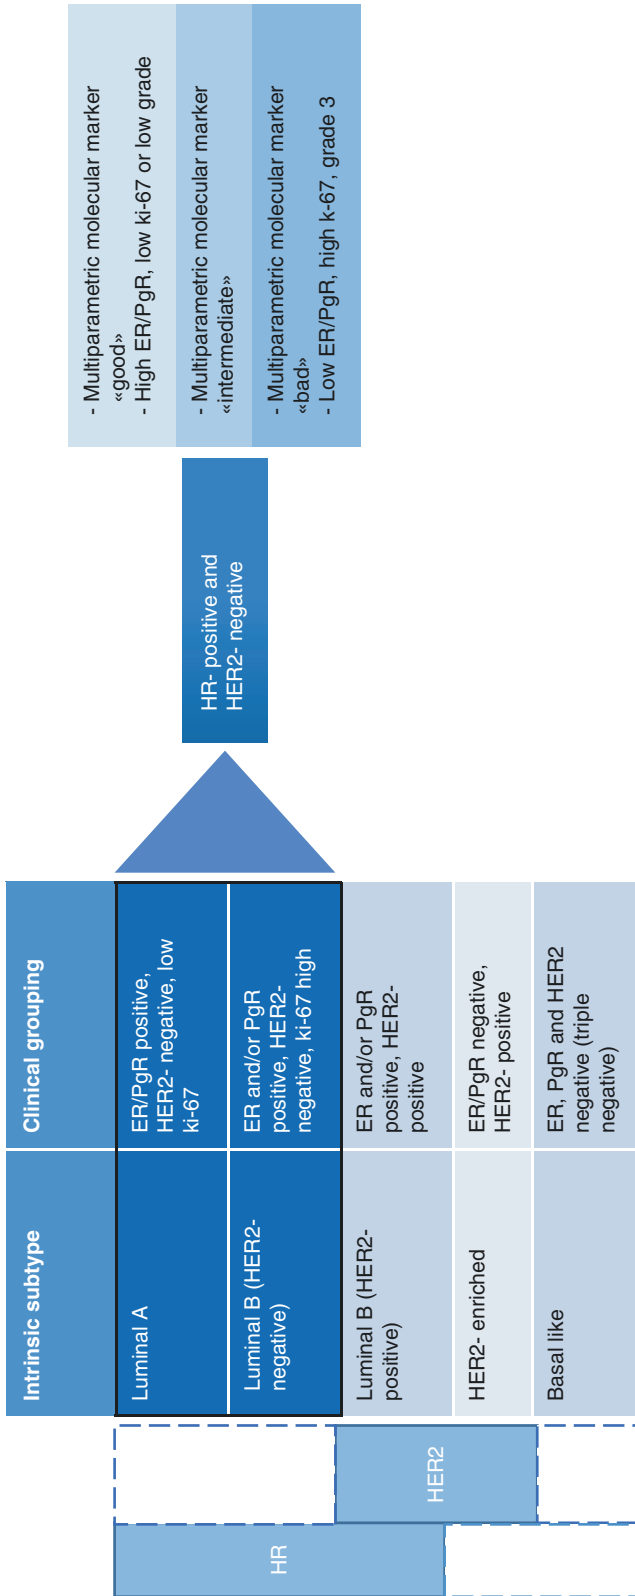 HR
HER2
Intrinsic subtype
Clinical grouping
Luminal A
ER/PgR positive,
HER2- negative, low
ki-67
Luminal B (HER2-
negative)
ER and/or PgR
positive, HER2-
negative, ki-67 high
Luminal B (HER2-
positive)
ER and/or PgR
positive, HER2-
positive
HER2- enriched
ER/PgR negative,
HER2- positive
Basal like
ER, PgR and HER2
negative (triple
negative)
HR- positive and
HER2- negative
- Multiparametric molecular marker
«good»
- High ER/PgR, low ki-67 or low grade
- Multiparametric molecular marker
«intermediate»
- Multiparametric molecular marker
«bad»
- Low ER/PgR, high k-67, grade 3